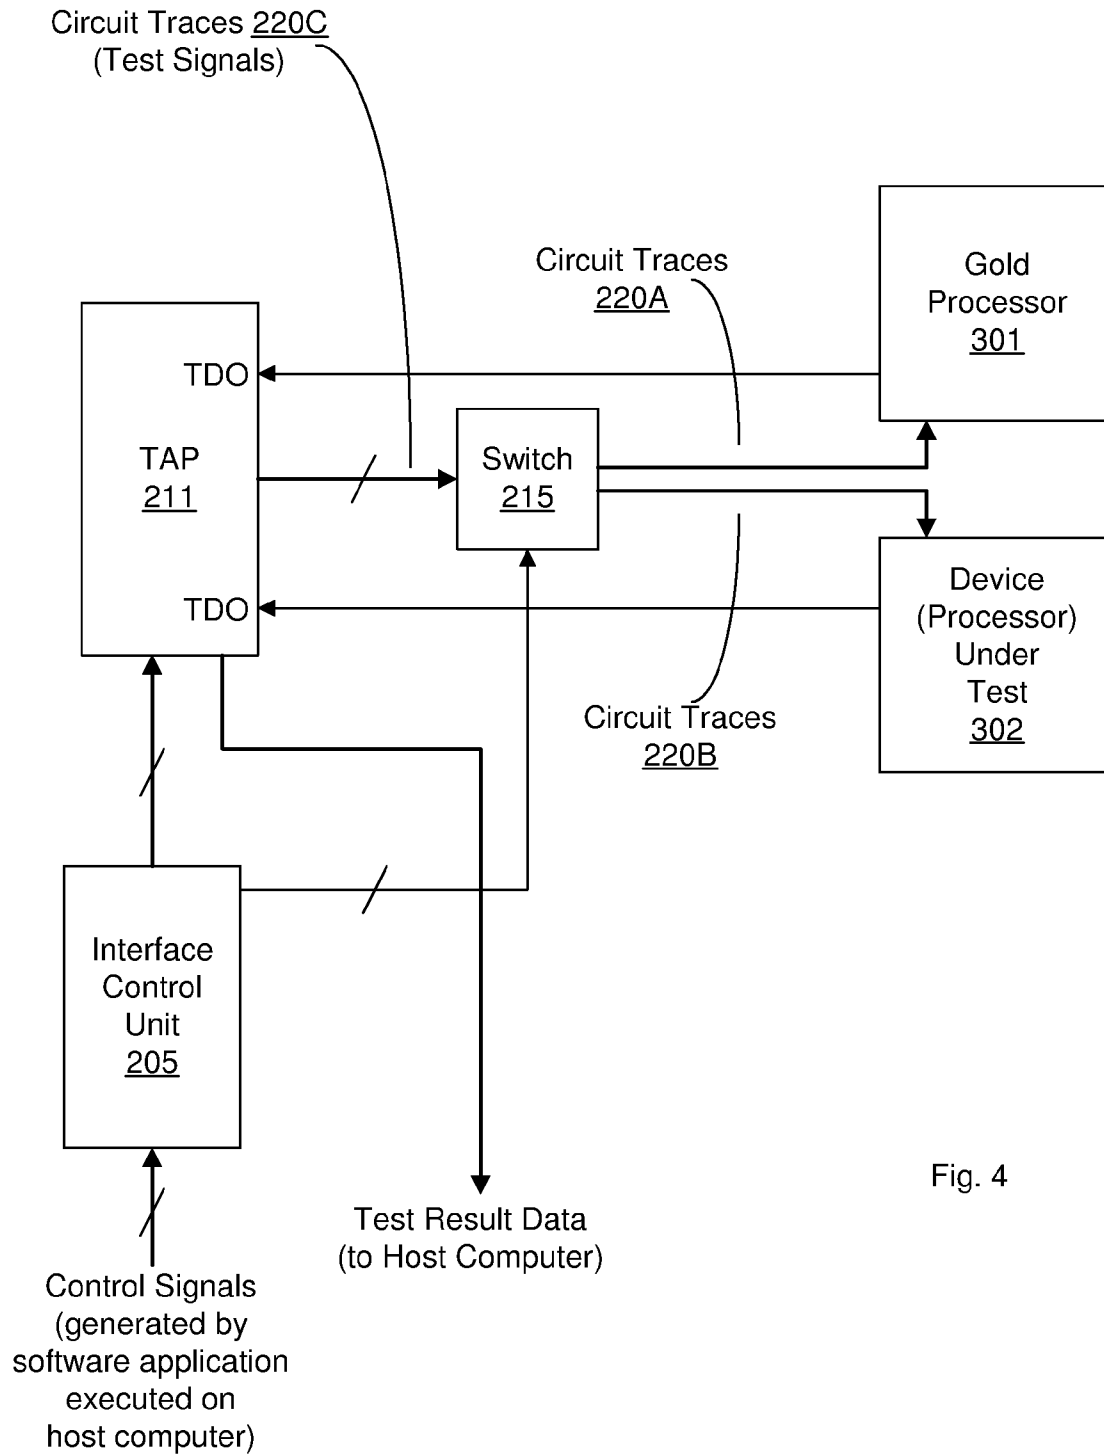 Circuit Traces 220C
(Test Signals)
Circuit Traces
220A
Gold
Processor
301
TDO
TAP
211
Switch
215
TDO
Device
(Processor)
Under
Test
302
Circuit Traces
220B
Interface
Control
Unit
205
Fig. 4
Test Result Data
(to Host Computer)
Control Signals
(generated by
software application
executed on
host computer)